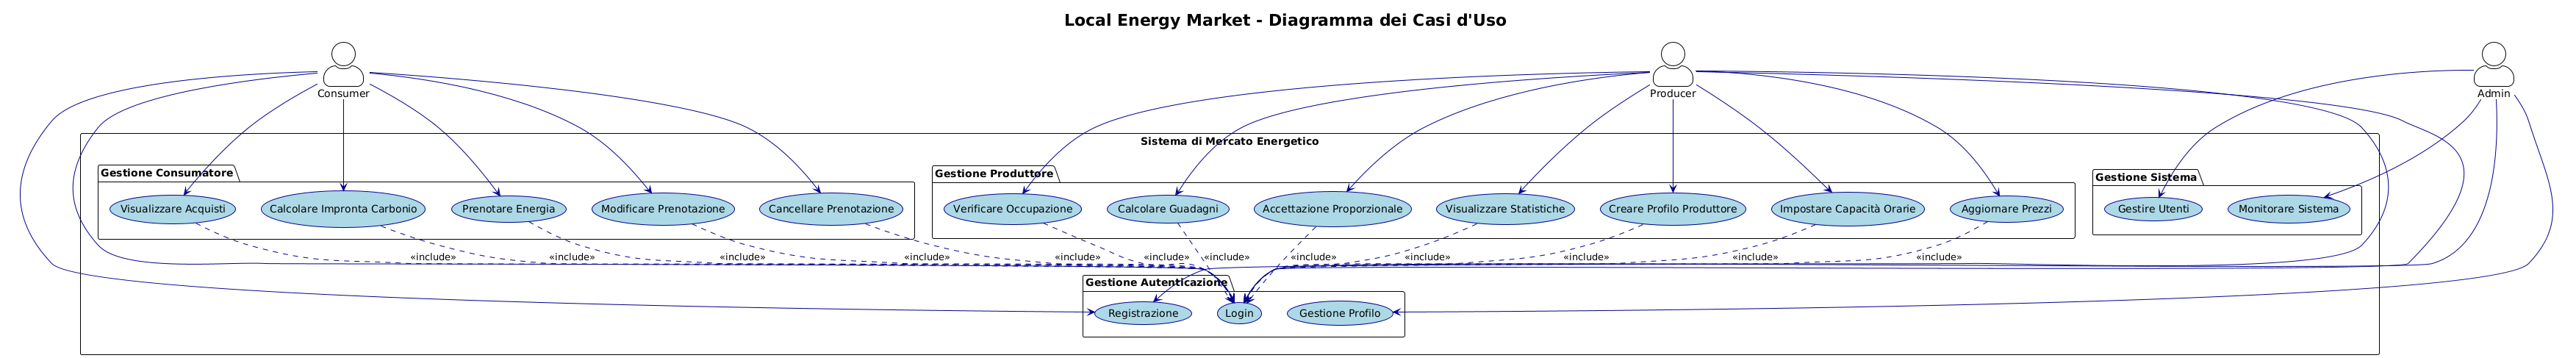 Local Energy Market - Diagramma dei Casi d'Uso
Consumer
Producer
Admin
Sistema di Mercato Energetico
Gestione Consumatore
Visualizzare Acquisti
Calcolare Impronta Carbonio
Prenotare Energia
Modificare Prenotazione
Cancellare Prenotazione
Gestione Produttore
Verificare Occupazione
Calcolare Guadagni
Accettazione Proporzionale
Visualizzare Statistiche
Creare Profilo Produttore
Impostare Capacità Orarie
Aggiornare Prezzi
Gestione Sistema
Gestire Utenti
Monitorare Sistema
«include»
«include»
«include»
«include»
«include»
«include»
«include»
«include»
«include»
«include»
«include»
«include»
Gestione Autenticazione
Registrazione
Login
Gestione Profilo